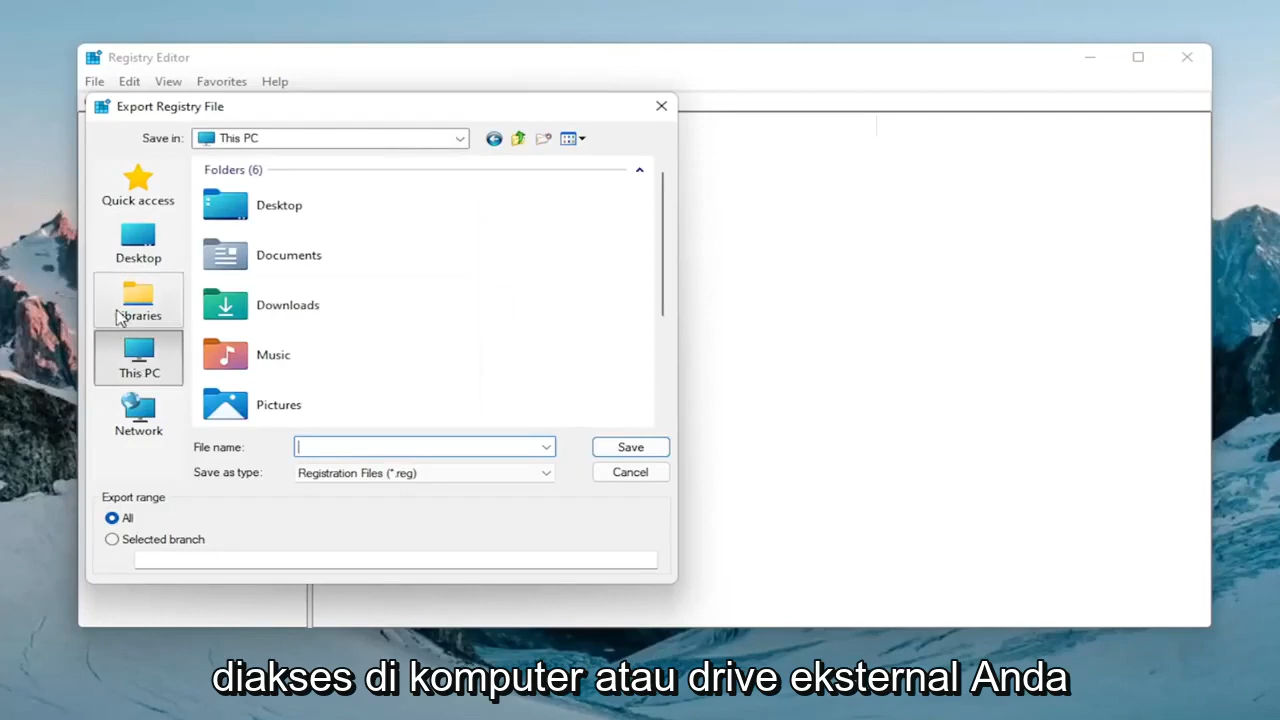 Registry Editor
File Edit View Favorites Help
Export Registry File
Save in: This PC
Folders (6)
Quick access
Desktop
Libraries
This PC
Network
Desktop
Documents
Downloads
Music
Pictures
File name:
Save
Save as type: Registration Files (*.reg)
Cancel
Export range
All
Selected branch
diakses di komputer atau drive eksternal Anda